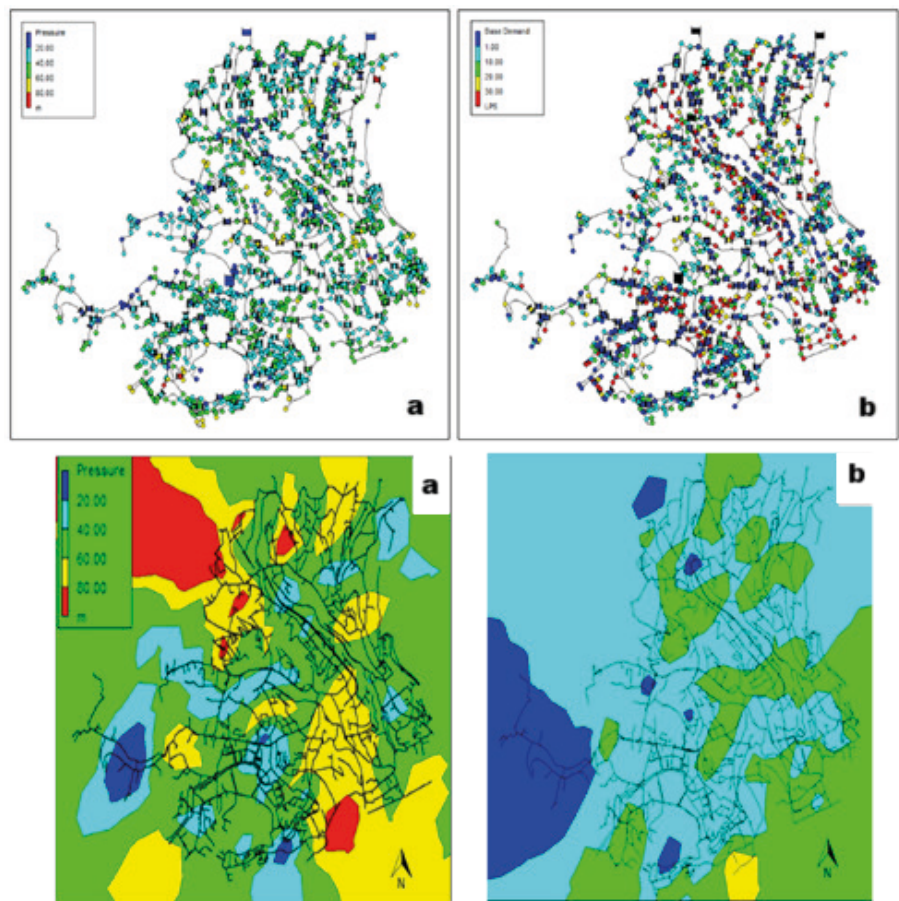 Pressure
20.00
40.00
60.00
80.00
m
a
Base Demand
1.00
10.00
20.00
30.00
LPS
b
Pressure
20.00
40.00
60.00
80.00
m
a
N
b
N